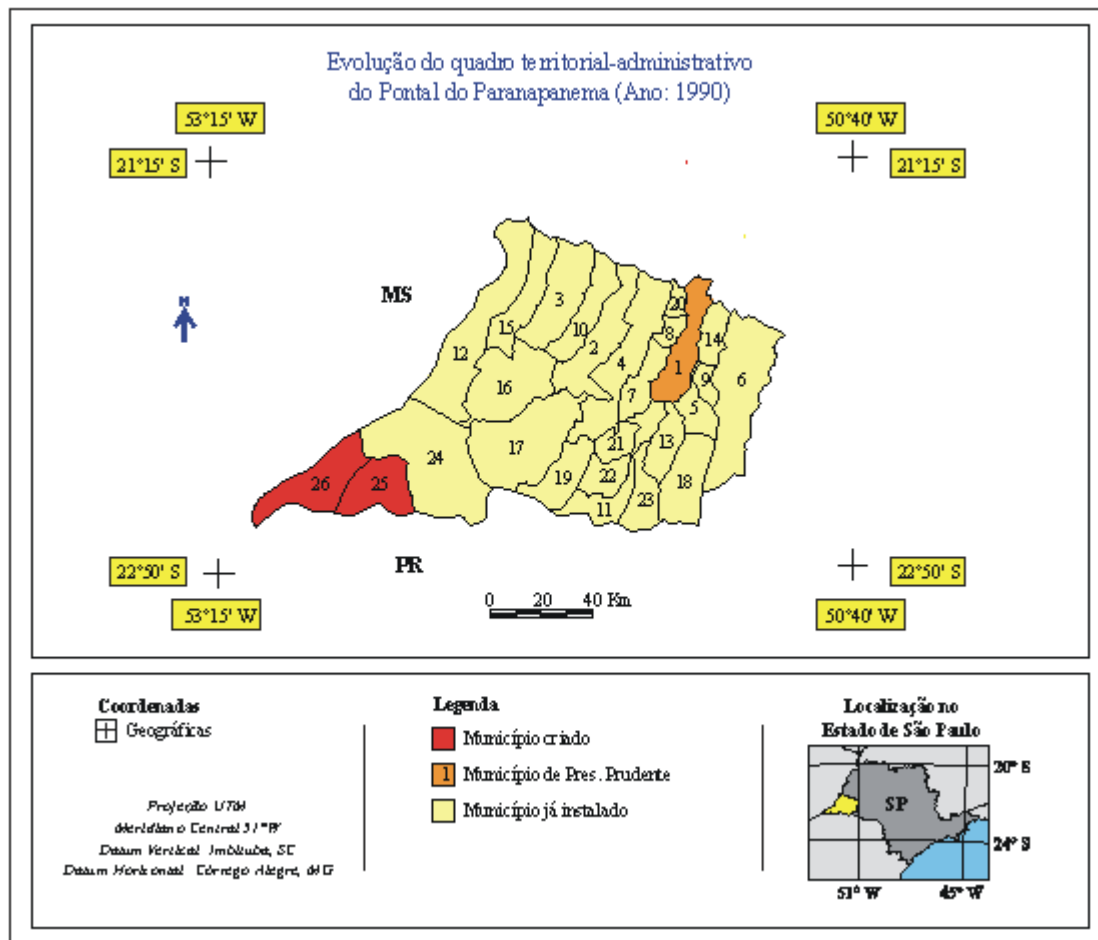 Evolução do quadro territorial-administrativo
do Pontal do Paranapanema (Ano: 1990)
53°15' W
50°40' W
21°15' S
21°15' S
MS
N
3
20
15
10
8
14
12
2
4
1
6
16
9
7
5
21
13
24
17
19
22
18
26
25
11
23
PR
22°50' S
22°50' S
53°15' W
50°40' W
0 20 40 Km
Coordenadas
Geográficas
Projeção UTM
Meridiano Central 51°W
Datum Vertical Imbituba, SC
Datum Horizontal Córrego Alegre, MG
Legenda
Município criado
1 Município de Pres. Prudente
Município já instalado
Localização no
Estado de São Paulo
20° S
SP
24° S
51° W
45° W